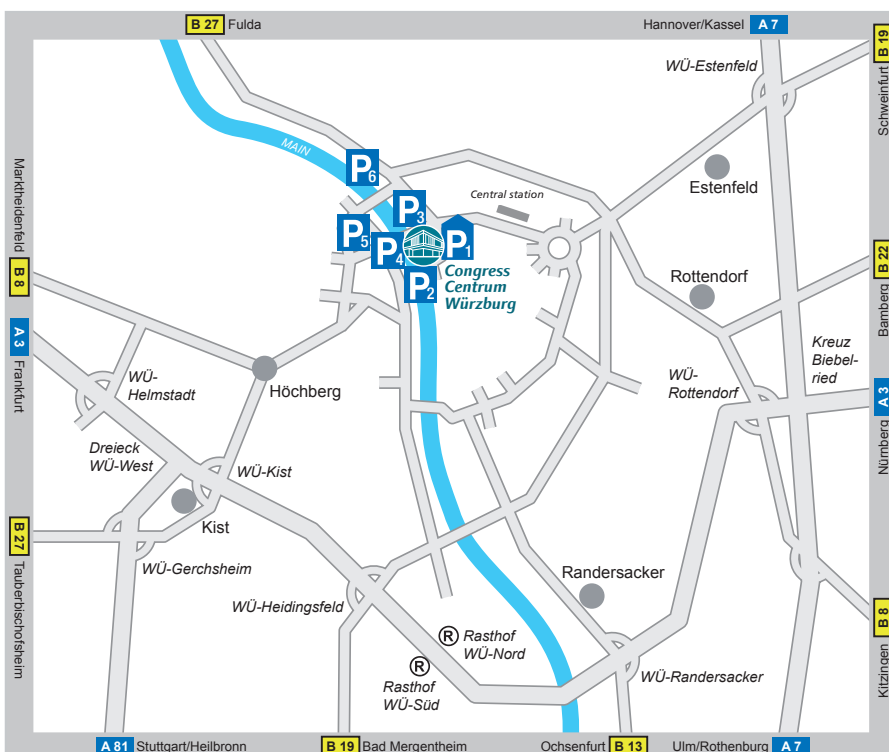 B 27 Fulda
Hannover/Kassel A 7
B 19
Schweinfurt
WÜ-Estenfeld
MAIN
P6
Estenfeld
Central station
Marktheidenfeld
B 8
P3
P5
P4
P1
P2
Congress
Centrum
Würzburg
Rottendorf
B 22
Bamberg
A 3
Frankfurt
Kreuz
Biebel-
ried
WÜ-
Helmstadt
Höchberg
WÜ-
Rottendorf
A 3
Nürnberg
Dreieck
WÜ-West
WÜ-Kist
Kist
B 27
Tauberbischofsheim
WÜ-Gerchsheim
Randersacker
WÜ-Heidingsfeld
B 8
Kitzingen
R Rasthof
WÜ-Nord
R
Rasthof
WÜ-Süd
WÜ-Randersacker
A 81 Stuttgart/Heilbronn
B 19 Bad Mergentheim
Ochsenfurt B 13
Ulm/Rothenburg A 7